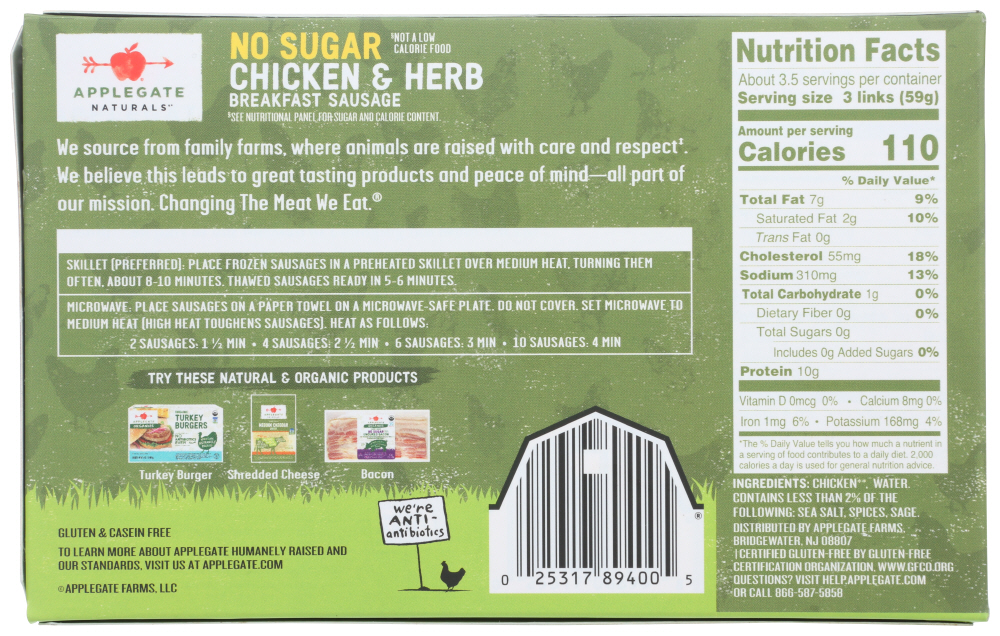 APPLEGATE
NATURALS™
NO SUGAR
†NOT A LOW
CALORIE FOOD
CHICKEN & HERB
BREAKFAST SAUSAGE
†SEE NUTRITIONAL PANEL FOR SUGAR AND CALORIE CONTENT.
We source from family farms, where animals are raised with care and respect‡.
We believe this leads to great tasting products and peace of mind—all part of
our mission. Changing The Meat We Eat.®
SKILLET (PREFERRED): PLACE FROZEN SAUSAGES IN A PREHEATED SKILLET OVER MEDIUM HEAT, TURNING THEM
OFTEN, ABOUT 8-10 MINUTES. THAWED SAUSAGES READY IN 5-6 MINUTES.
MICROWAVE: PLACE SAUSAGES ON A PAPER TOWEL ON A MICROWAVE-SAFE PLATE. DO NOT COVER. SET MICROWAVE TO
MEDIUM HEAT (HIGH HEAT TOUGHENS SAUSAGES). HEAT AS FOLLOWS:
2 SAUSAGES: 1 ½ MIN • 4 SAUSAGES: 2 ½ MIN • 6 SAUSAGES: 3 MIN • 10 SAUSAGES: 4 MIN
TRY THESE NATURAL & ORGANIC PRODUCTS
TURKEY
BURGERS
Turkey Burger
Shredded Cheese
Bacon
GLUTEN & CASEIN FREE
TO LEARN MORE ABOUT APPLEGATE HUMANELY RAISED AND
OUR STANDARDS, VISIT US AT APPLEGATE.COM
©APPLEGATE FARMS, LLC
we're
ANTI-
antibiotics
®
0 25317 89400 5
Nutrition Facts
About 3.5 servings per container
Serving size 3 links (59g)
Amount per serving
Calories 110
% Daily Value*
Total Fat 7g 9%
Saturated Fat 2g 10%
Trans Fat 0g
Cholesterol 55mg 18%
Sodium 310mg 13%
Total Carbohydrate 1g 0%
Dietary Fiber 0g 0%
Total Sugars 0g
Includes 0g Added Sugars 0%
Protein 10g
Vitamin D 0mcg 0% • Calcium 8mg 0%
Iron 1mg 6% • Potassium 168mg 4%
*The % Daily Value tells you how much a nutrient in
a serving of food contributes to a daily diet. 2,000
calories a day is used for general nutrition advice.
INGREDIENTS: CHICKEN**, WATER.
CONTAINS LESS THAN 2% OF THE
FOLLOWING: SEA SALT, SPICES, SAGE.
DISTRIBUTED BY APPLEGATE FARMS,
BRIDGEWATER, NJ 08807
†CERTIFIED GLUTEN-FREE BY GLUTEN-FREE
CERTIFICATION ORGANIZATION, WWW.GFCO.ORG
QUESTIONS? VISIT HELP.APPLEGATE.COM
OR CALL 866-587-5858